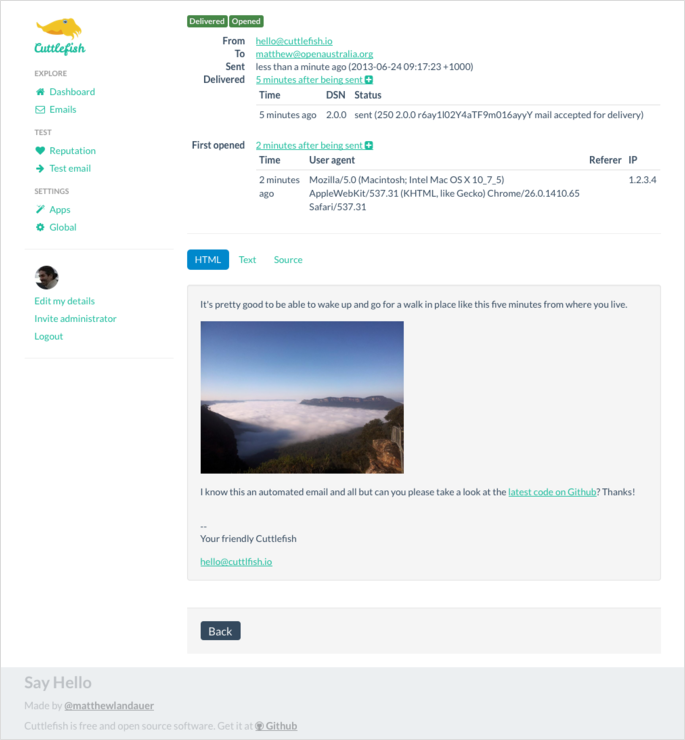 Cuttlefish
EXPLORE
Dashboard
Emails
TEST
Reputation
Test email
SETTINGS
Apps
Global
Edit my details
Invite administrator
Logout
Delivered Opened
From hello@cuttlefish.io
To matthew@openaustralia.org
Sent less than a minute ago (2013-06-24 09:17:23 +1000)
Delivered 5 minutes after being sent
Time DSN Status
5 minutes ago 2.0.0 sent (250 2.0.0 r6ay1l02Y4aTF9m016ayyY mail accepted for delivery)
First opened 2 minutes after being sent
Time User agent Referer IP
2 minutes Mozilla/5.0 (Macintosh; Intel Mac OS X 10_7_5) 1.2.3.4
ago AppleWebKit/537.31 (KHTML, like Gecko) Chrome/26.0.1410.65
Safari/537.31
HTML Text Source
It's pretty good to be able to wake up and go for a walk in place like this five minutes from where you live.
I know this an automated email and all but can you please take a look at the latest code on Github? Thanks!
--
Your friendly Cuttlefish
hello@cuttlfish.io
Back
Say Hello
Made by @matthewlandauer
Cuttlefish is free and open source software. Get it at Github